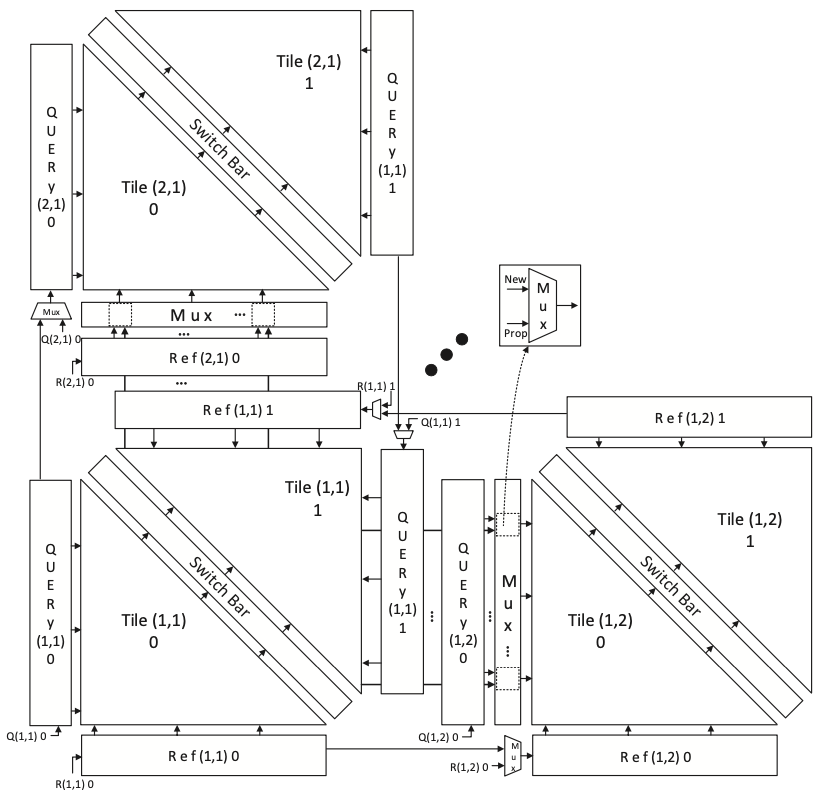 Tile (2,1)
1
QUERy
(1,1)
1
QUERy
(2,1)
0
Switch Bar
Tile (2,1)
0
Mux
Q(2,1) 0
Mux ...
...
Ref(2,1) 0
R(2,1) 0
...
R(1,1) 1
Ref(1,1) 1
Q(1,1) 1
New
Prop
Mux
Ref(1,2) 1
Tile (1,1)
1
QUERy
(1,1)
0
Switch Bar
Tile (1,1)
0
QUERy
(1,1)
1
...
QUERy
(1,2)
0
...
Mux ...
Tile (1,2)
1
Switch Bar
Tile (1,2)
0
Q(1,1) 0
Q(1,2) 0
Ref(1,1) 0
R(1,1) 0
R(1,2) 0
Mux
Ref(1,2) 0